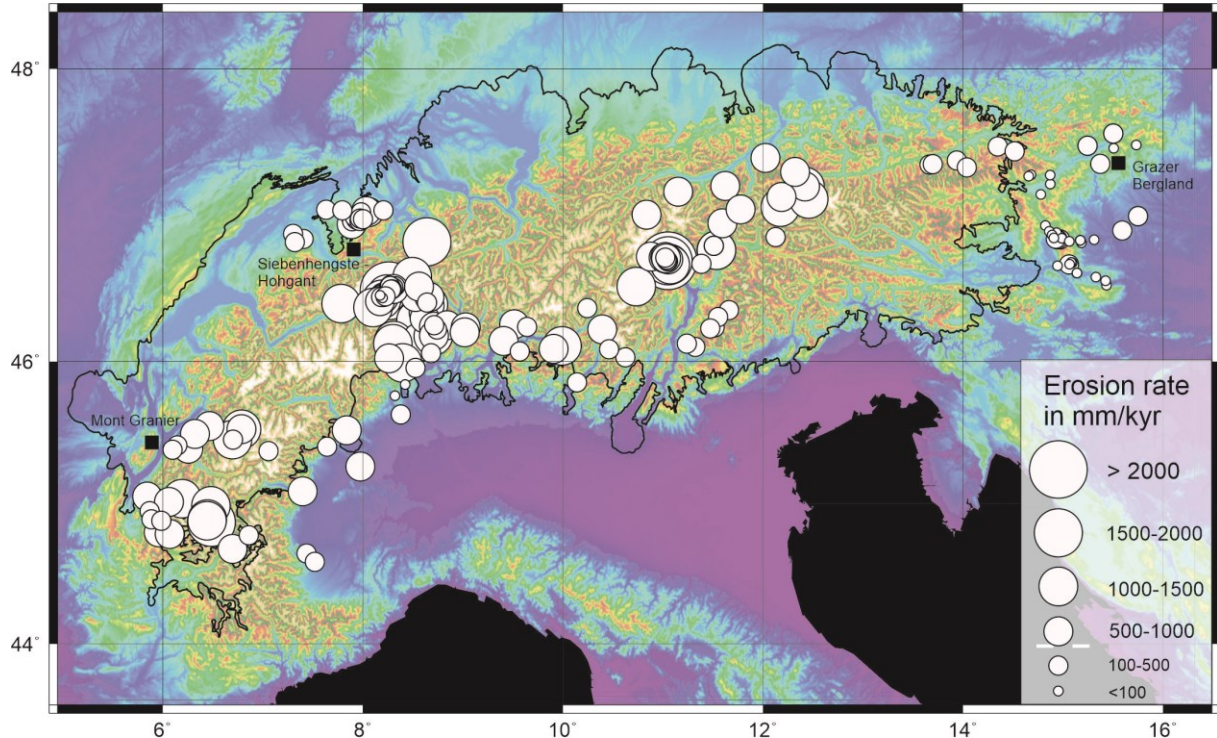 48°
46°
44°
6°
8°
10°
12°
14°
16°
Grazer
Bergland
Siebenhengste
Hohgant
Mont Granier
Erosion rate
in mm/kyr
> 2000
1500-2000
1000-1500
500-1000
100-500
<100